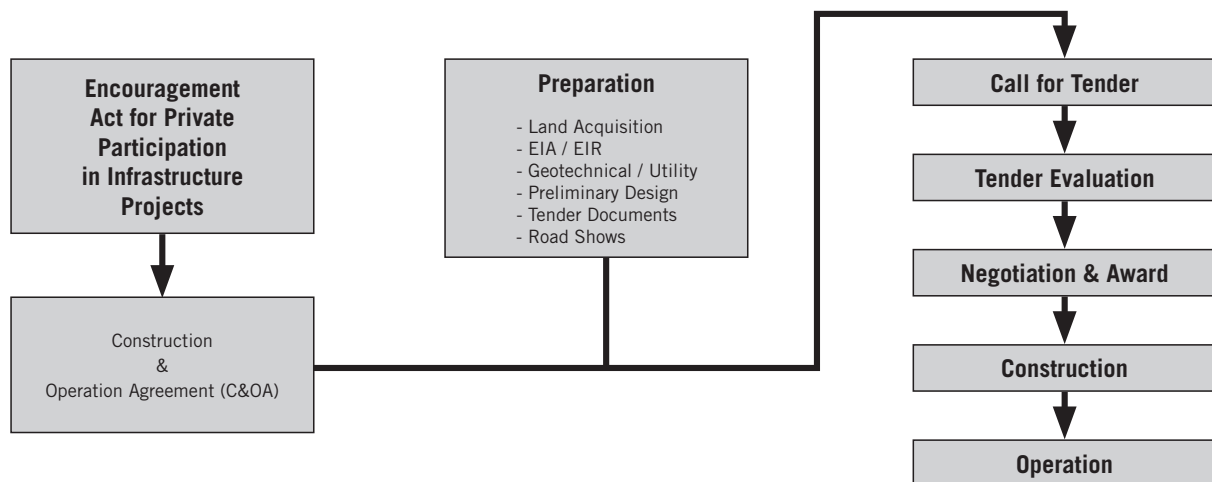 Encouragement
Act for Private
Participation
in Infrastructure
Projects
Construction
&
Operation Agreement (C&OA)
Preparation
- Land Acquisition
- EIA / EIR
- Geotechnical / Utility
- Preliminary Design
- Tender Documents
- Road Shows
Call for Tender
Tender Evaluation
Negotiation & Award
Construction
Operation